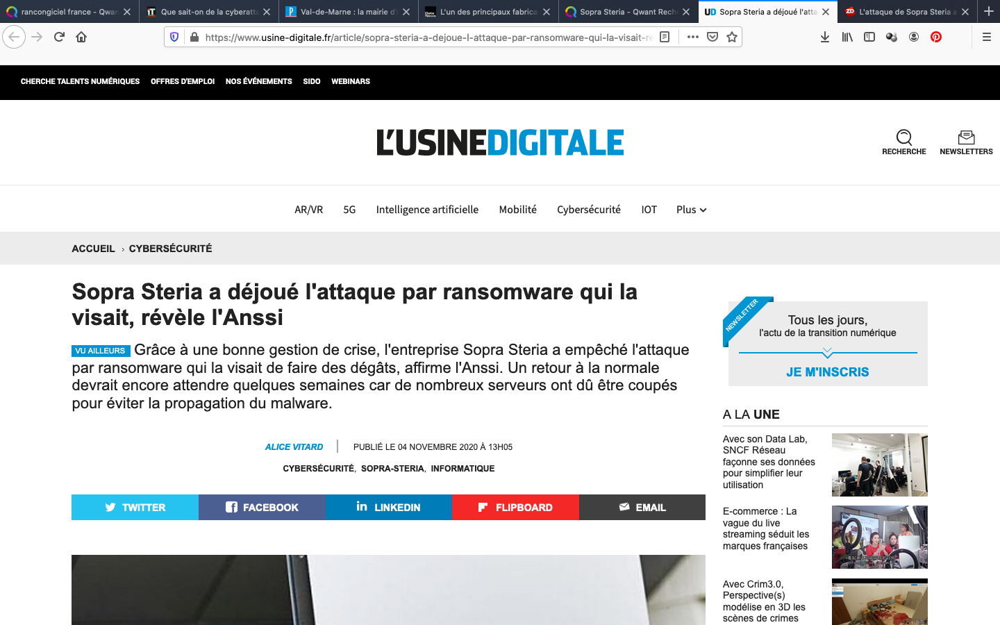 rancongiciel france - Qwan
Que sait-on de la cyberatta
Val-de-Marne : la mairie d'
L'un des principaux fabrica
Sopra Steria - Qwant Rech
UD Sopra Steria a déjoué l'atta
L'attaque de Sopra Steria a
https://www.usine-digitale.fr/article/sopra-steria-a-dejoue-l-attaque-par-ransomware-qui-la-visait-re
CHERCHE TALENTS NUMÉRIQUES OFFRES D'EMPLOI NOS ÉVÉNEMENTS SIDO WEBINARS
L'USINEDIGITALE
RECHERCHE NEWSLETTERS
AR/VR 5G Intelligence artificielle Mobilité Cybersécurité IOT Plus
ACCUEIL › CYBERSÉCURITÉ
Sopra Steria a déjoué l'attaque par ransomware qui la
visait, révèle l'Anssi
VU AILLEURS Grâce à une bonne gestion de crise, l'entreprise Sopra Steria a empêché l'attaque
par ransomware qui la visait de faire des dégâts, affirme l'Anssi. Un retour à la normale
devrait encore attendre quelques semaines car de nombreux serveurs ont dû être coupés
pour éviter la propagation du malware.
ALICE VITARD | PUBLIÉ LE 04 NOVEMBRE 2020 À 13H05
CYBERSÉCURITÉ, SOPRA-STERIA, INFORMATIQUE
TWITTER FACEBOOK LINKEDIN FLIPBOARD EMAIL
NEWSLETTER
Tous les jours,
l'actu de la transition numérique
JE M'INSCRIS
A LA UNE
Avec son Data Lab,
SNCF Réseau
façonne ses données
pour simplifier leur
utilisation
E-commerce : La
vague du live
streaming séduit les
marques françaises
Avec Crim3.0,
Perspective(s)
modélise en 3D les
scènes de crimes